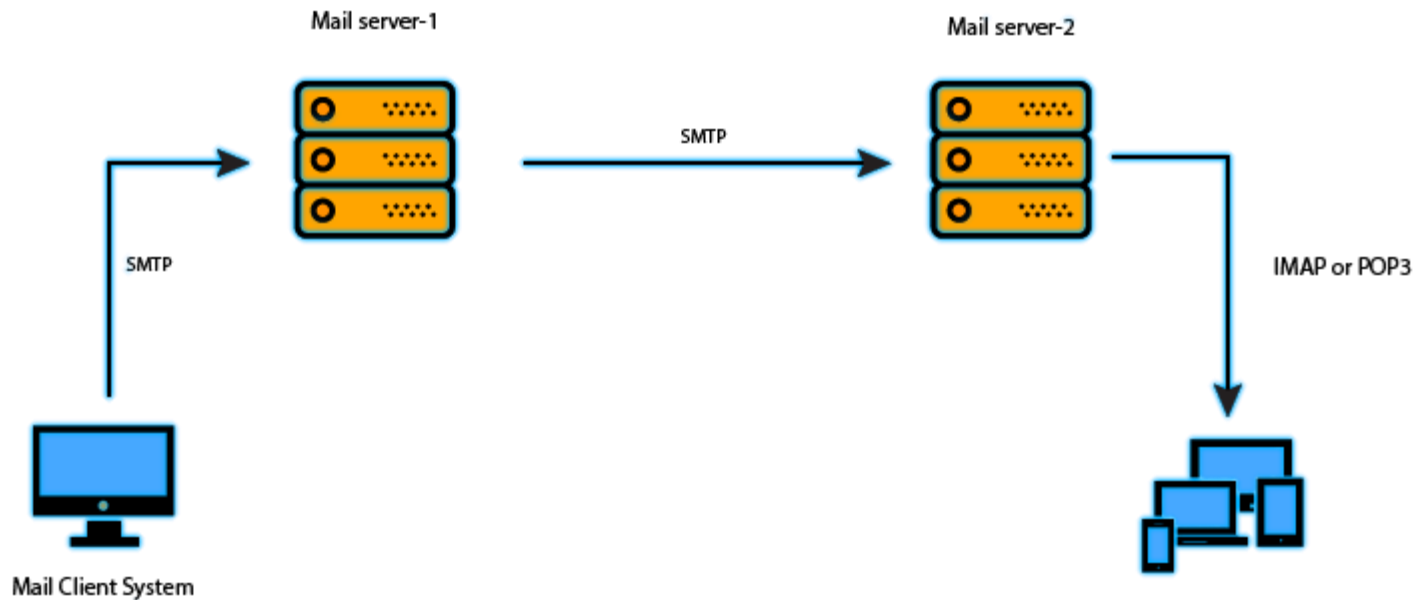 Mail server-1
Mail server-2
SMTP
SMTP
IMAP or POP3
Mail Client System